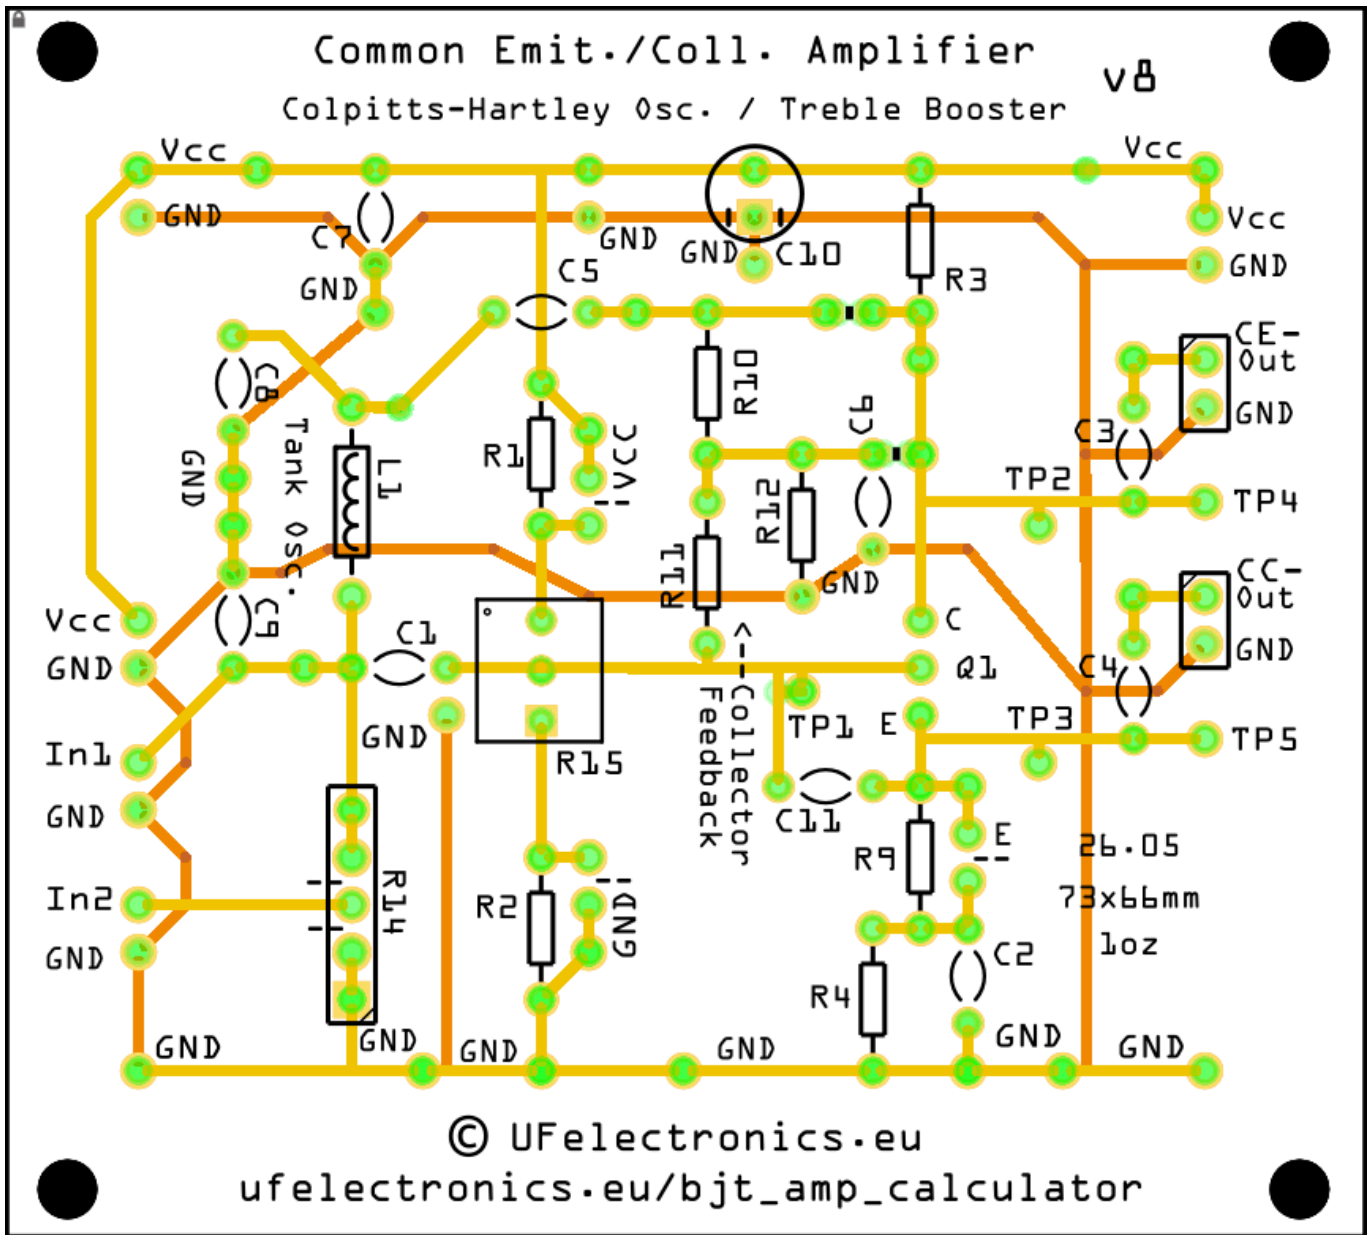 Common Emit./Coll. Amplifier
V8
Colpitts-Hartley Osc. / Treble Booster
Vcc
Vcc
GND
C7
GND
GND
C10
Vcc
GND
C5
R3
GND
C8
R10
C6
CE-
Out
GND
C3
Tank Osc.
L1
GND
R1
!VCC
R12
TP2
TP4
R11
GND
C9
CC-
Out
GND
C4
Vcc
GND
C1
C
Q1
<--Collector
Feedback
GND
TP1
E
TP3
TP5
In1
R15
GND
C11
E
--
R9
26.05
73x66mm
1oz
In2
R14
R2
!GND
GND
C2
R4
GND
GND
GND
GND
GND
GND
© UFelectronics.eu
ufelectronics.eu/bjt_amp_calculator